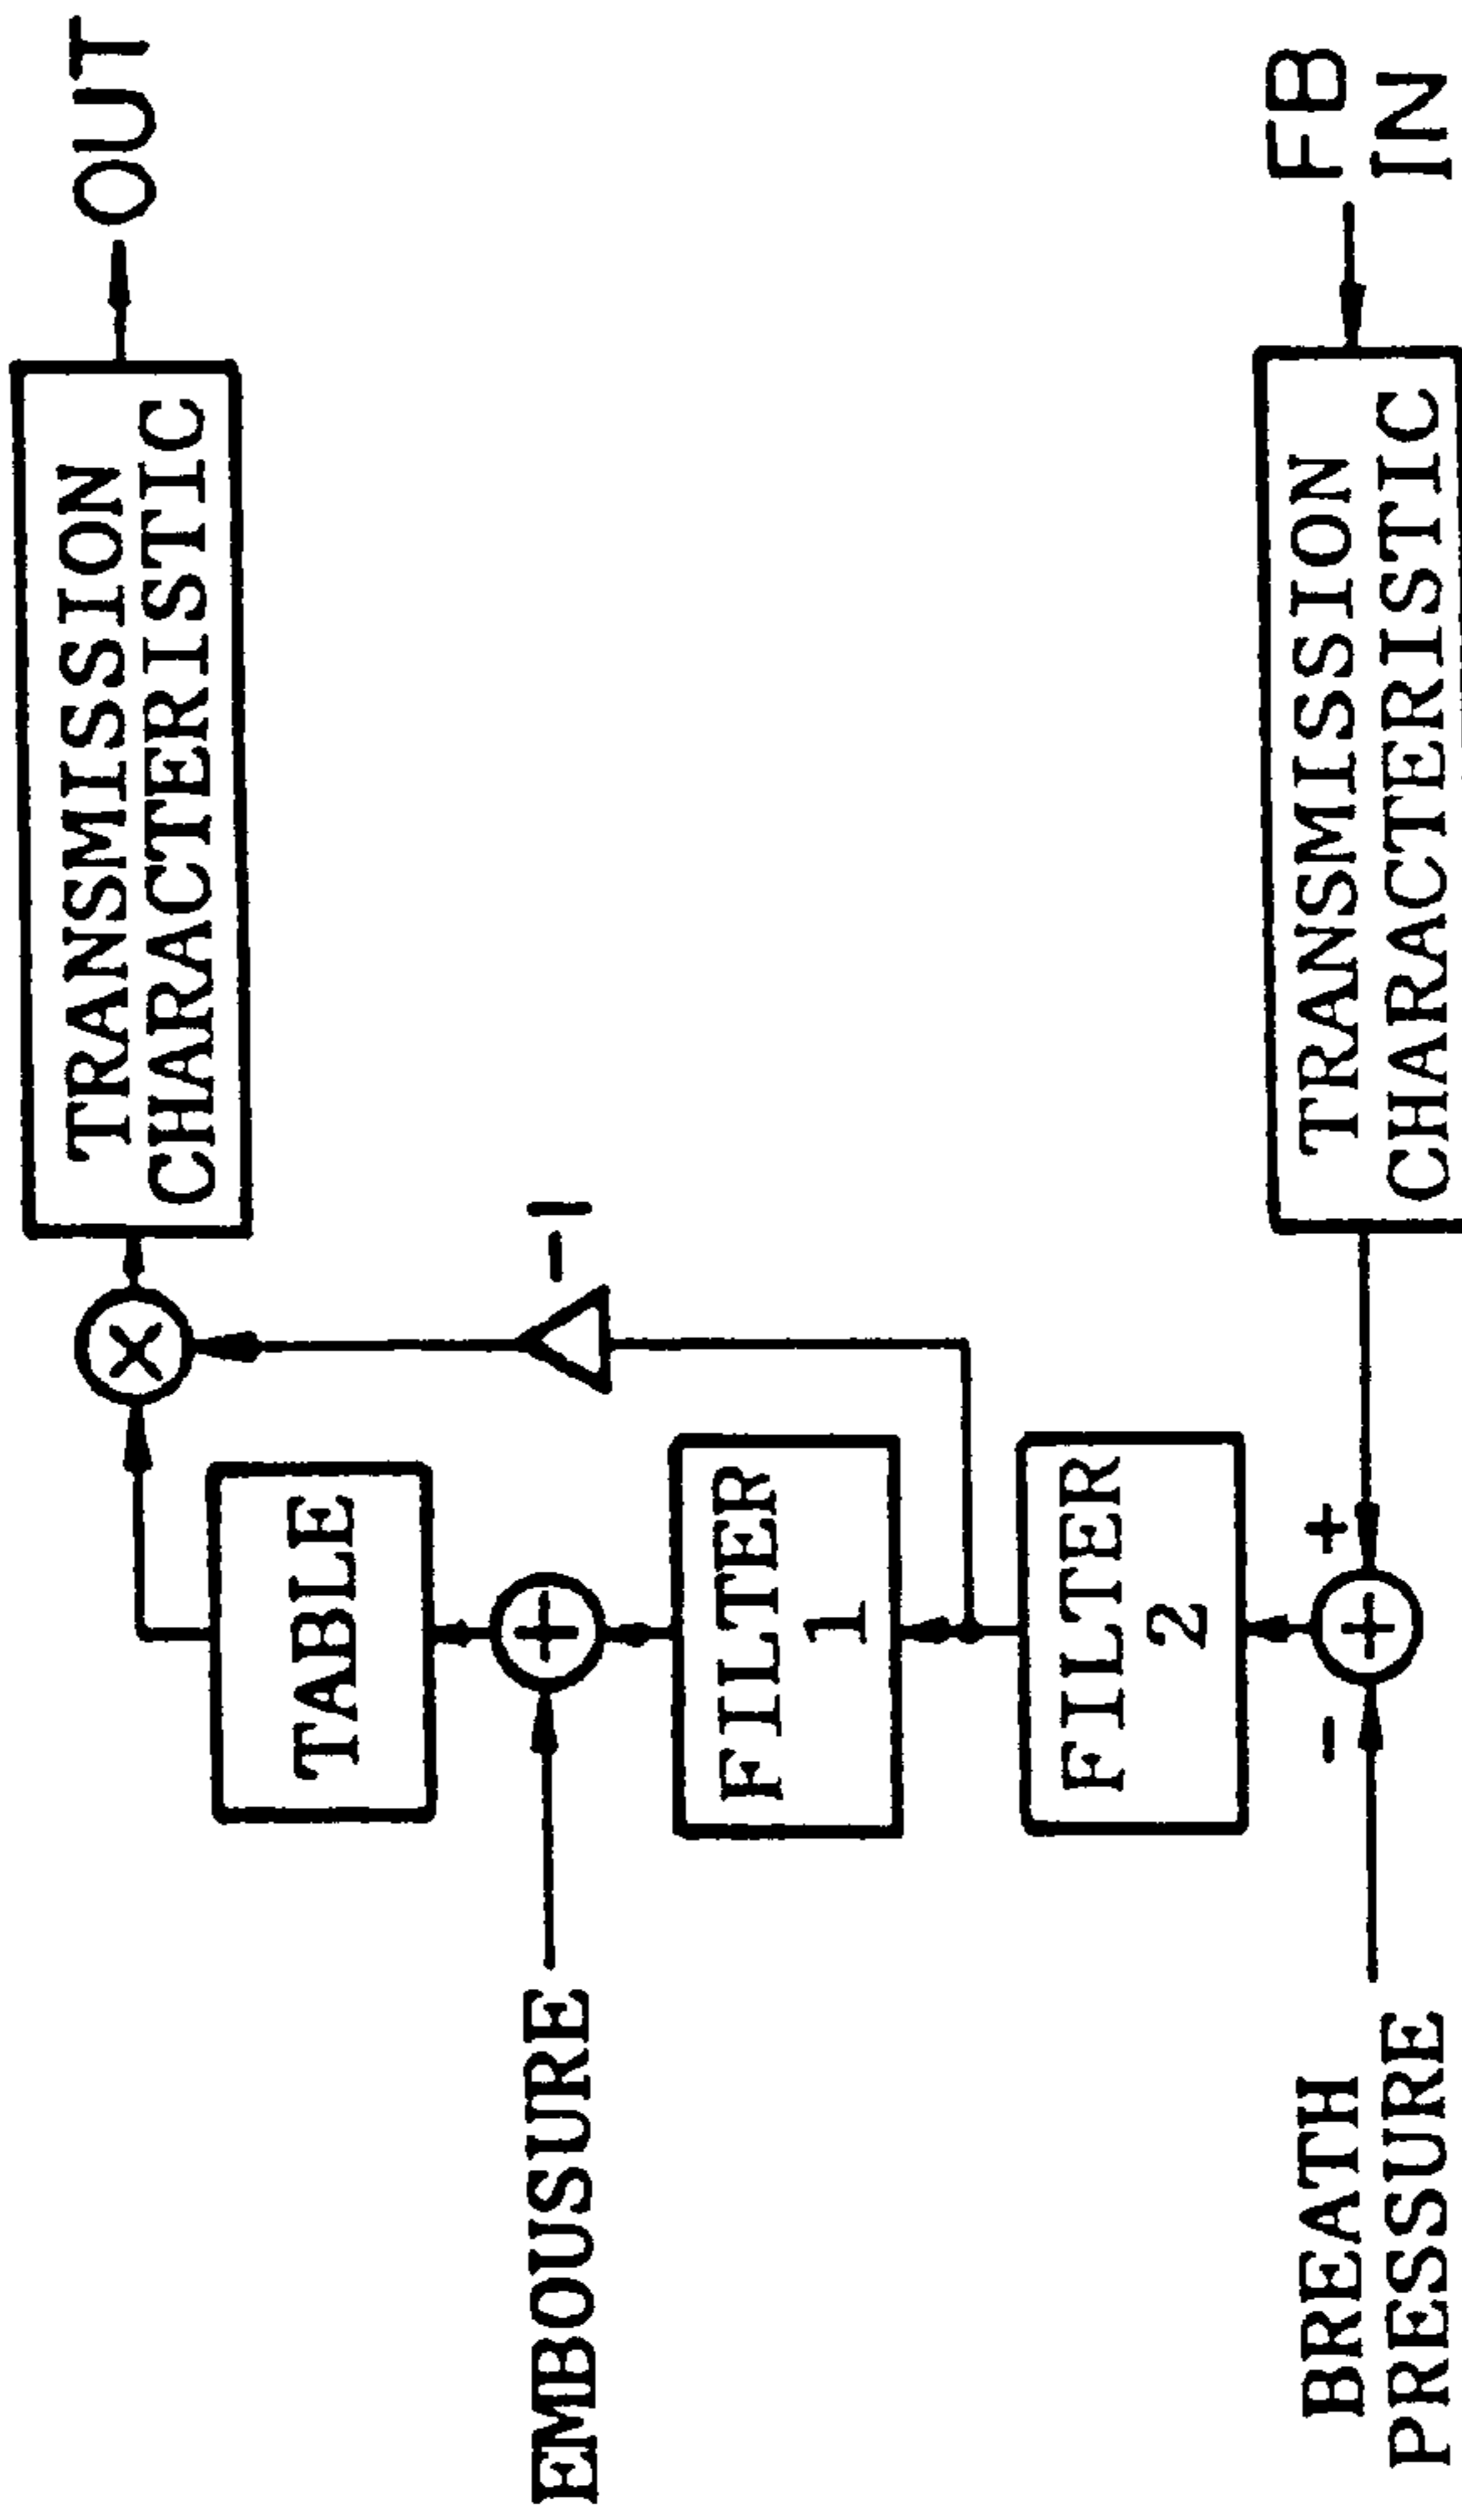 TRANSMISSION
CHARACTERISTIC
OUT
×
TABLE
-1
EMBOUSURE
+
FILTER
1
FILTER
2
BREATH
PRESSURE
-
+
+
TRANSMISSION
CHARACTERISTIC
FB
IN